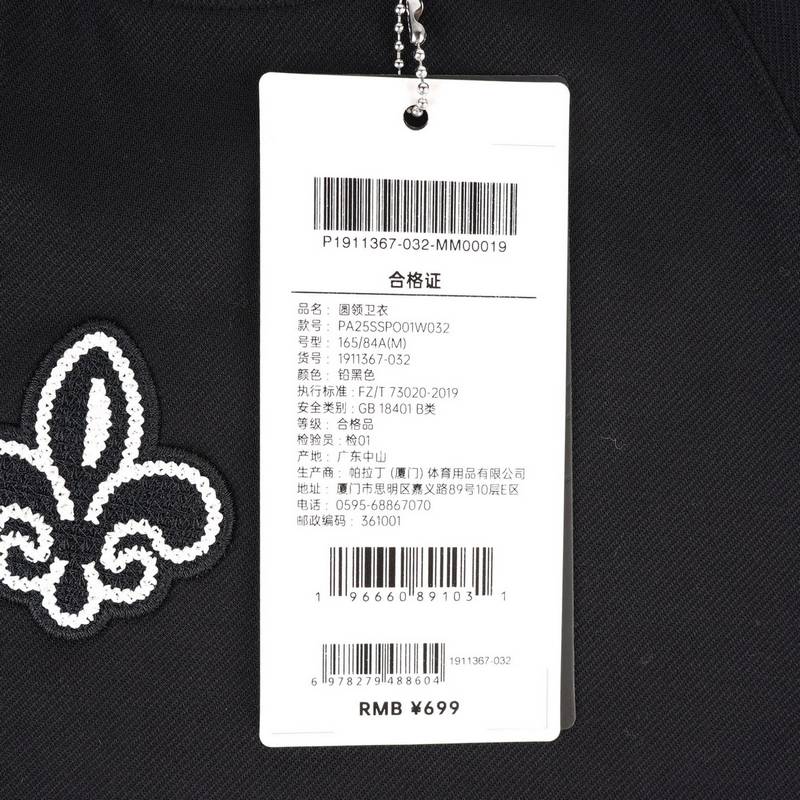 P1911367-032-MM00019
合格证
品名： 圆领卫衣
款号： PA25SSPO01W032
号型： 165/84A(M)
货号： 1911367-032
颜色： 铅黑色
执行标准：FZ/T 73020-2019
安全类别：GB 18401 B类
等级： 合格品
检验员：检01
产地： 广东中山
生产商： 帕拉丁（厦门）体育用品有限公司
地址： 厦门市思明区嘉义路89号10层E区
电话： 0595-68867070
邮政编码： 361001
1 96660 89103 1
1911367-032
6 978279 488604
RMB ¥699